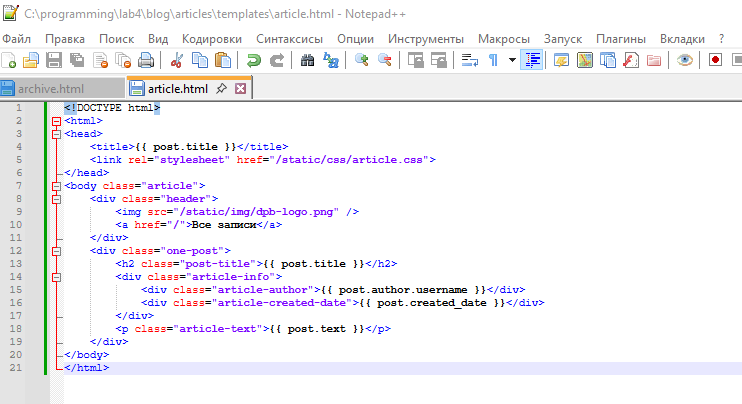 C:\programming\lab4\blog\articles\templates\article.html - Notepad++
Файл Правка Поиск Вид Кодировки Синтаксисы Опции Инструменты Макросы Запуск Плагины Вкладки ?
archive.html article.html
1 <!DOCTYPE html>
2 <html>
3 <head>
4 <title>{{ post.title }}</title>
5 <link rel="stylesheet" href="/static/css/article.css">
6 </head>
7 <body class="article">
8 <div class="header">
9 <img src="/static/img/dpb-logo.png" />
10 <a href="/">Все записи</a>
11 </div>
12 <div class="one-post">
13 <h2 class="post-title">{{ post.title }}</h2>
14 <div class="article-info">
15 <div class="article-author">{{ post.author.username }}</div>
16 <div class="article-created-date">{{ post.created_date }}</div>
17 </div>
18 <p class="article-text">{{ post.text }}</p>
19 </div>
20 </body>
21 </html>